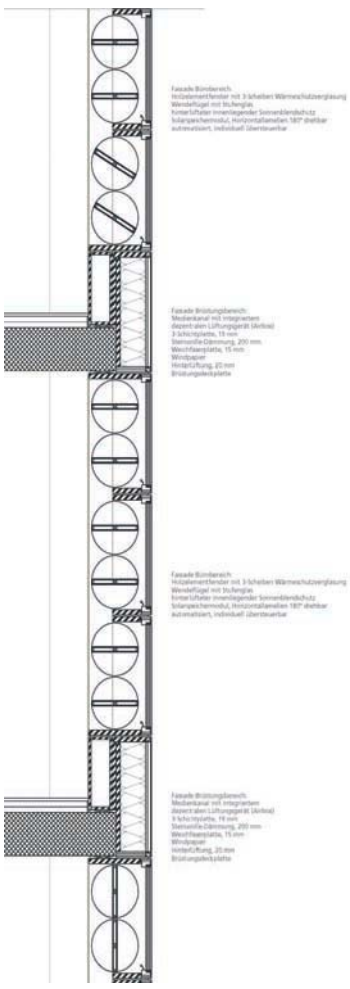 Fassade Bürobereich:
Holzelementfenster mit 3-Scheiben Wärmeschutzverglasung
Wendeflügel mit Stufenglas
hinterlüfteter innenliegender Sonnenblendschutz
Solarspeichermodul, Horizontallamellen 180° drehbar
automatisiert, individuell übersteuerbar
Fassade Brüstungsbereich:
Medienkanal mit integriertem
dezentralen Lüftungsgerät (Airbox)
3-Schichtplatte, 19 mm
Steinwolle-Dämmung, 200 mm
Weichfaserplatte, 15 mm
Windpapier
Hinterlüftung, 20 mm
Brüstungsdeckplatte
Fassade Bürobereich:
Holzelementfenster mit 3-Scheiben Wärmeschutzverglasung
Wendeflügel mit Stufenglas
hinterlüfteter innenliegender Sonnenblendschutz
Solarspeichermodul, Horizontallamellen 180° drehbar
automatisiert, individuell übersteuerbar
Fassade Brüstungsbereich:
Medienkanal mit integriertem
dezentralen Lüftungsgerät (Airbox)
3-Schichtplatte, 19 mm
Steinwolle-Dämmung, 200 mm
Weichfaserplatte, 15 mm
Windpapier
Hinterlüftung, 20 mm
Brüstungsdeckplatte